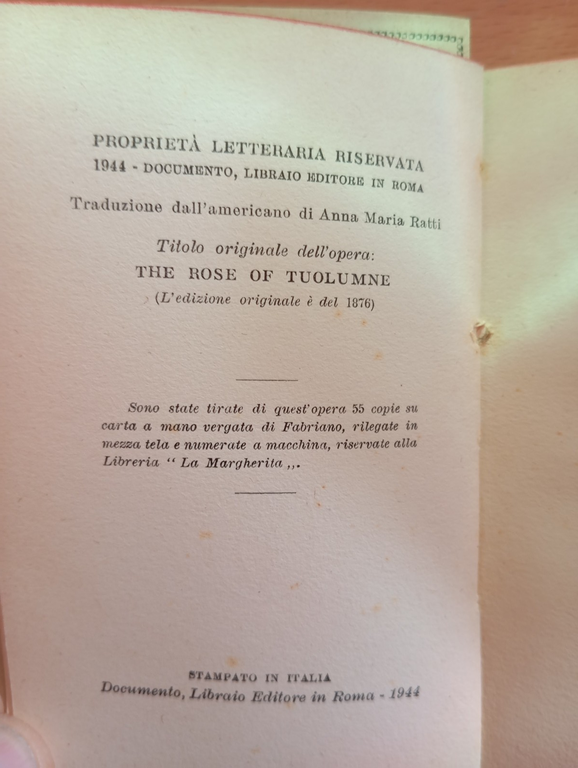 PROPRIETÀ LETTERARIA RISERVATA
1944 - DOCUMENTO, LIBRAIO EDITORE IN ROMA
Traduzione dall'americano di Anna Maria Ratti
Titolo originale dell'opera:
THE ROSE OF TUOLUMNE
(L'edizione originale è del 1876)
Sono state tirate di quest'opera 55 copie su
carta a mano vergata di Fabriano, rilegate in
mezza tela e numerate a macchina, riservate alla
Libreria “ La Margherita „.
STAMPATO IN ITALIA
Documento, Libraio Editore in Roma - 1944